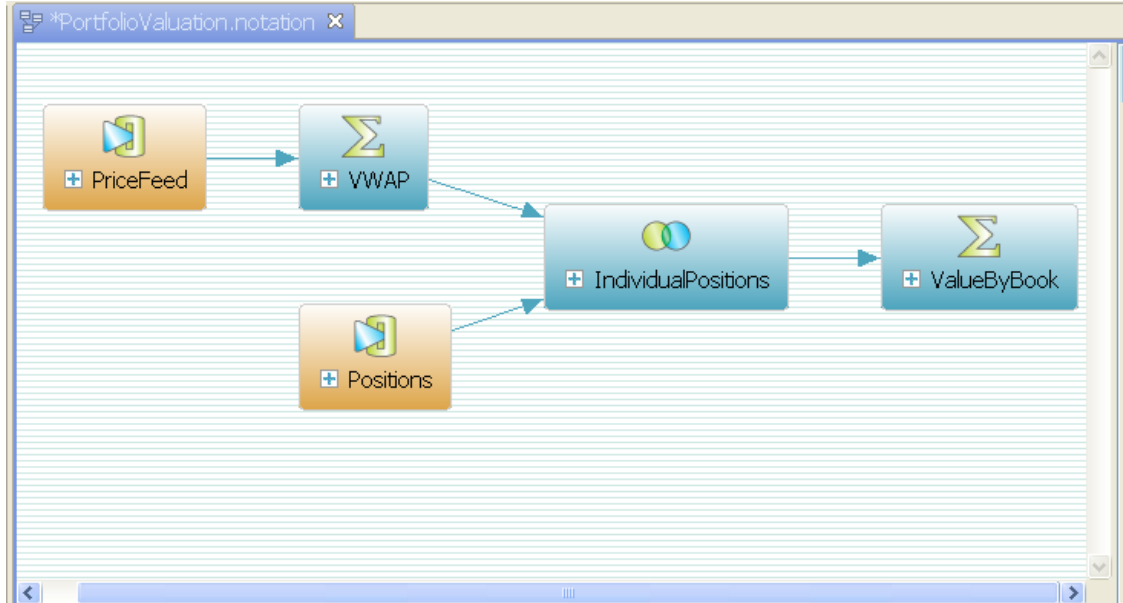 *PortfolioValuation.notation
PriceFeed
VWAP
IndividualPositions
ValueByBook
Positions